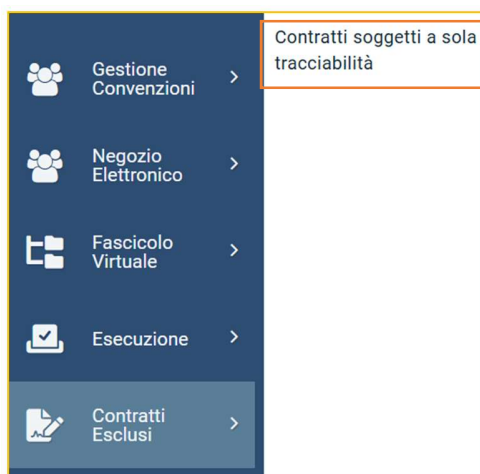 Gestione
Convenzioni
Negozio
Elettronico
Fascicolo
Virtuale
Esecuzione
Contratti
Esclusi
Contratti soggetti a sola
tracciabilità